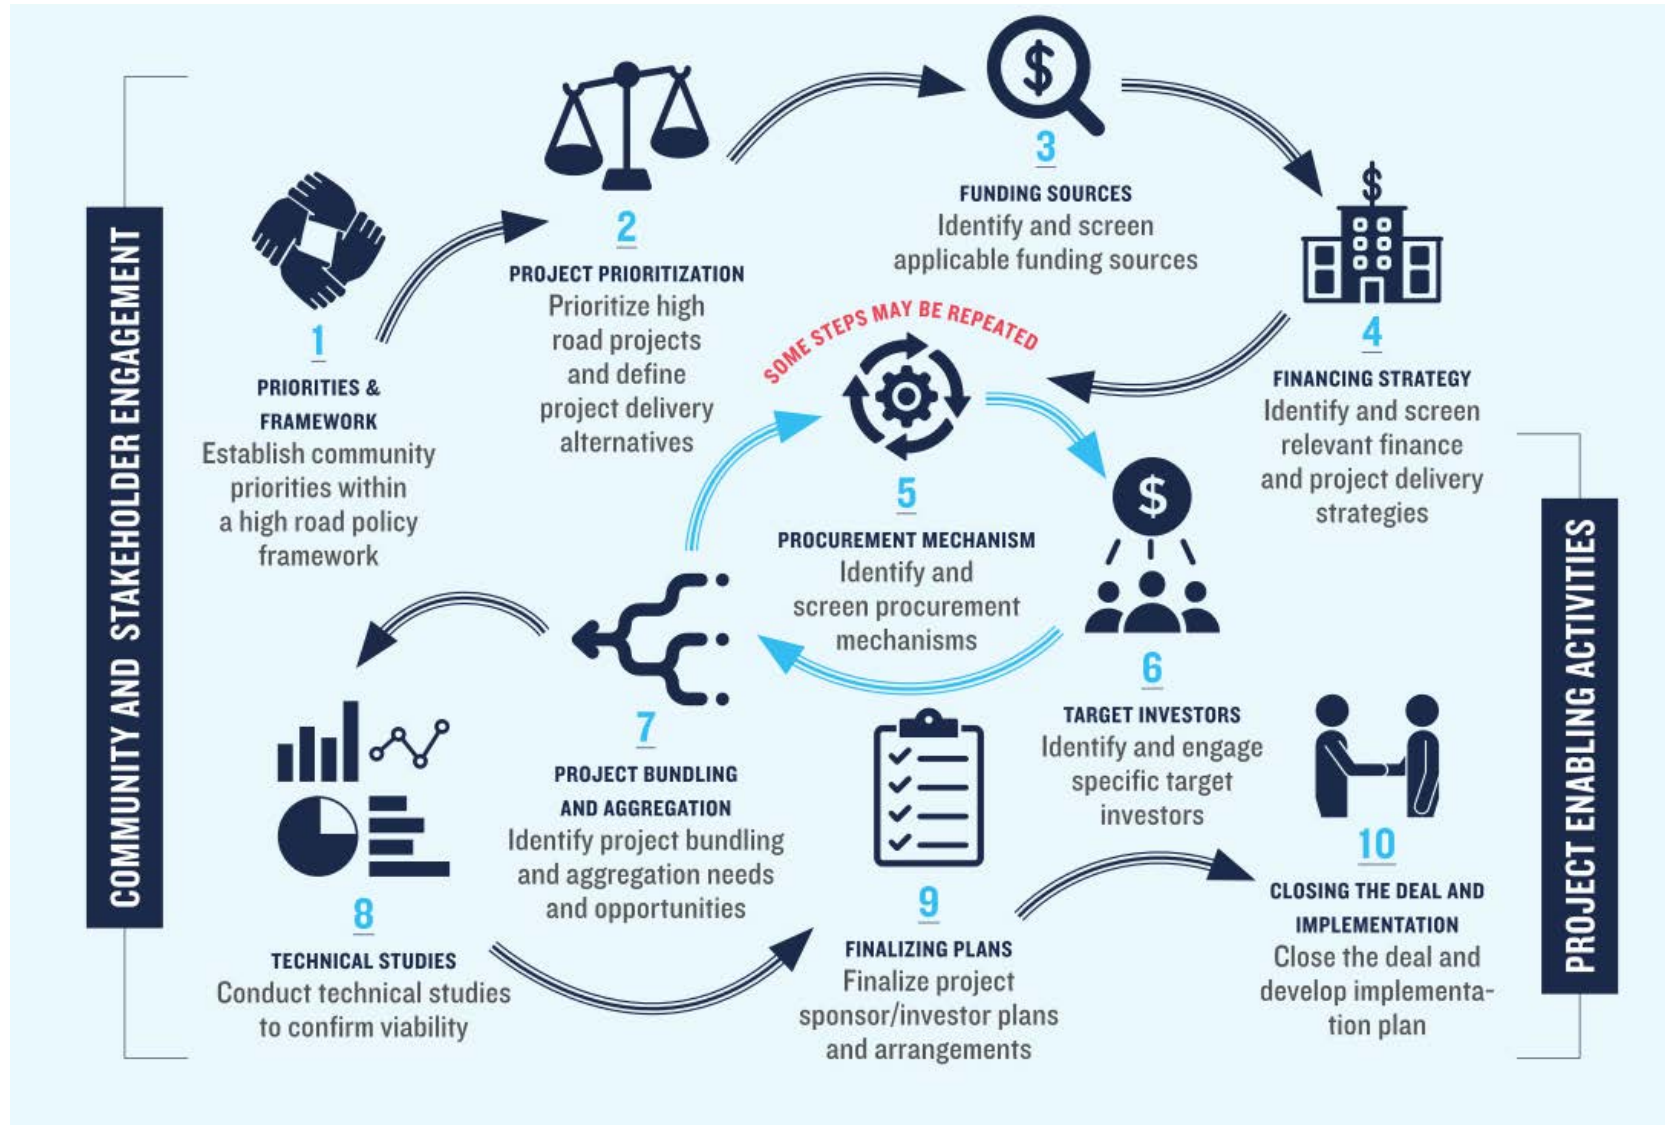 COMMUNITY AND STAKEHOLDER ENGAGEMENT
1
PRIORITIES &
FRAMEWORK
Establish community
priorities within
a high road policy
framework
2
PROJECT PRIORITIZATION
Prioritize high
road projects
and define
project delivery
alternatives
$
3
FUNDING SOURCES
Identify and screen
applicable funding sources
$
4
FINANCING STRATEGY
Identify and screen
relevant finance
and project delivery
strategies
SOME STEPS MAY BE REPEATED
5
PROCUREMENT MECHANISM
Identify and
screen procurement
mechanisms
$
6
TARGET INVESTORS
Identify and engage
specific target
investors
7
PROJECT BUNDLING
AND AGGREGATION
Identify project bundling
and aggregation needs
and opportunities
8
TECHNICAL STUDIES
Conduct technical studies
to confirm viability
9
FINALIZING PLANS
Finalize project
sponsor/investor plans
and arrangements
10
CLOSING THE DEAL AND
IMPLEMENTATION
Close the deal and
develop implementa-
tion plan
PROJECT ENABLING ACTIVITIES